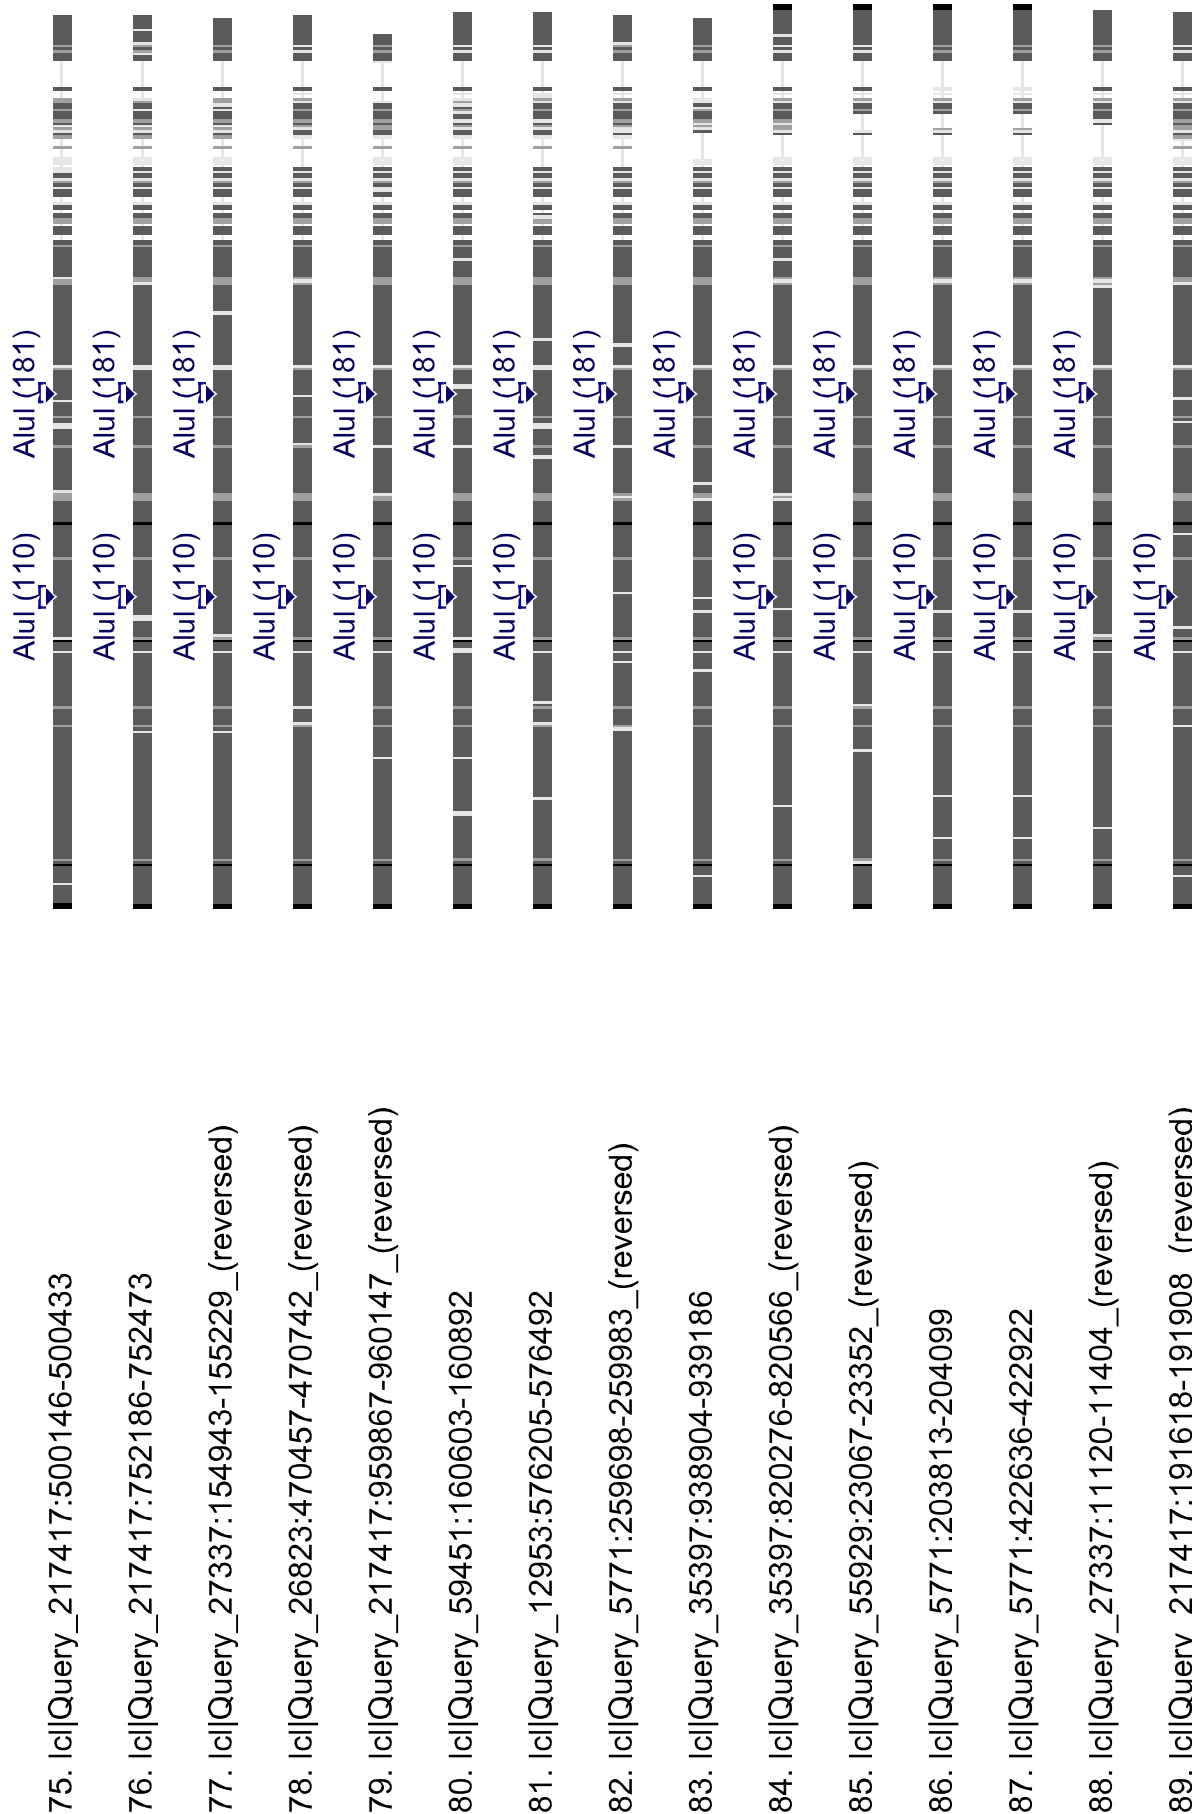 AluI (110) AluI (181)
75. lcl|Query_217417:500146-500433
AluI (110) AluI (181)
76. lcl|Query_217417:752186-752473
AluI (110) AluI (181)
77. lcl|Query_27337:154943-155229_(reversed)
AluI (110)
78. lcl|Query_26823:470457-470742_(reversed)
AluI (110) AluI (181)
79. lcl|Query_217417:959867-960147_(reversed)
AluI (110) AluI (181)
80. lcl|Query_59451:160603-160892
AluI (110) AluI (181)
81. lcl|Query_12953:576205-576492
AluI (181)
82. lcl|Query_5771:259698-259983_(reversed)
AluI (181)
83. lcl|Query_35397:938904-939186
AluI (110) AluI (181)
84. lcl|Query_35397:820276-820566_(reversed)
AluI (110) AluI (181)
85. lcl|Query_55929:23067-23352_(reversed)
AluI (110) AluI (181)
86. lcl|Query_5771:203813-204099
AluI (110) AluI (181)
87. lcl|Query_5771:422636-422922
AluI (110) AluI (181)
88. lcl|Query_27337:11120-11404_(reversed)
AluI (110)
89. lcl|Query_217417:191618-191908_(reversed)